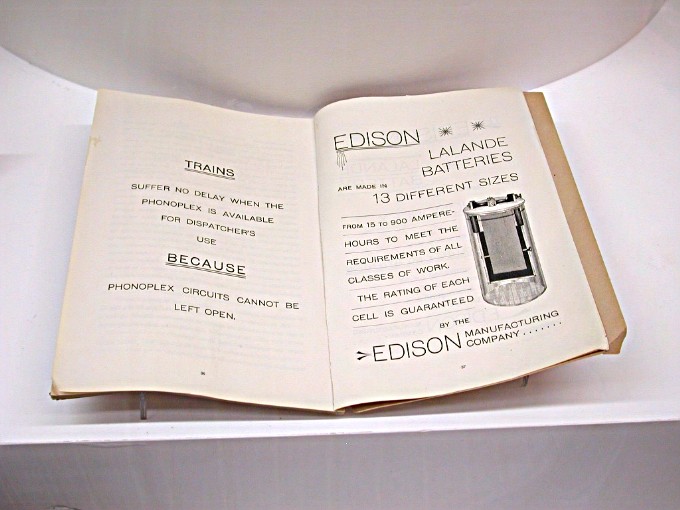 TRAINS
SUFFER NO DELAY WHEN THE
PHONOPLEX IS AVAILABLE
FOR DISPATCHER'S
USE
BECAUSE
PHONOPLEX CIRCUITS CANNOT BE
LEFT OPEN.
EDISON
LALANDE
BATTERIES
ARE MADE IN
13 DIFFERENT SIZES
FROM 15 TO 900 AMPERE-
HOURS TO MEET THE
REQUIREMENTS OF ALL
CLASSES OF WORK.
THE RATING OF EACH
CELL IS GUARANTEED
BY THE
EDISON MANUFACTURING
COMPANY .......